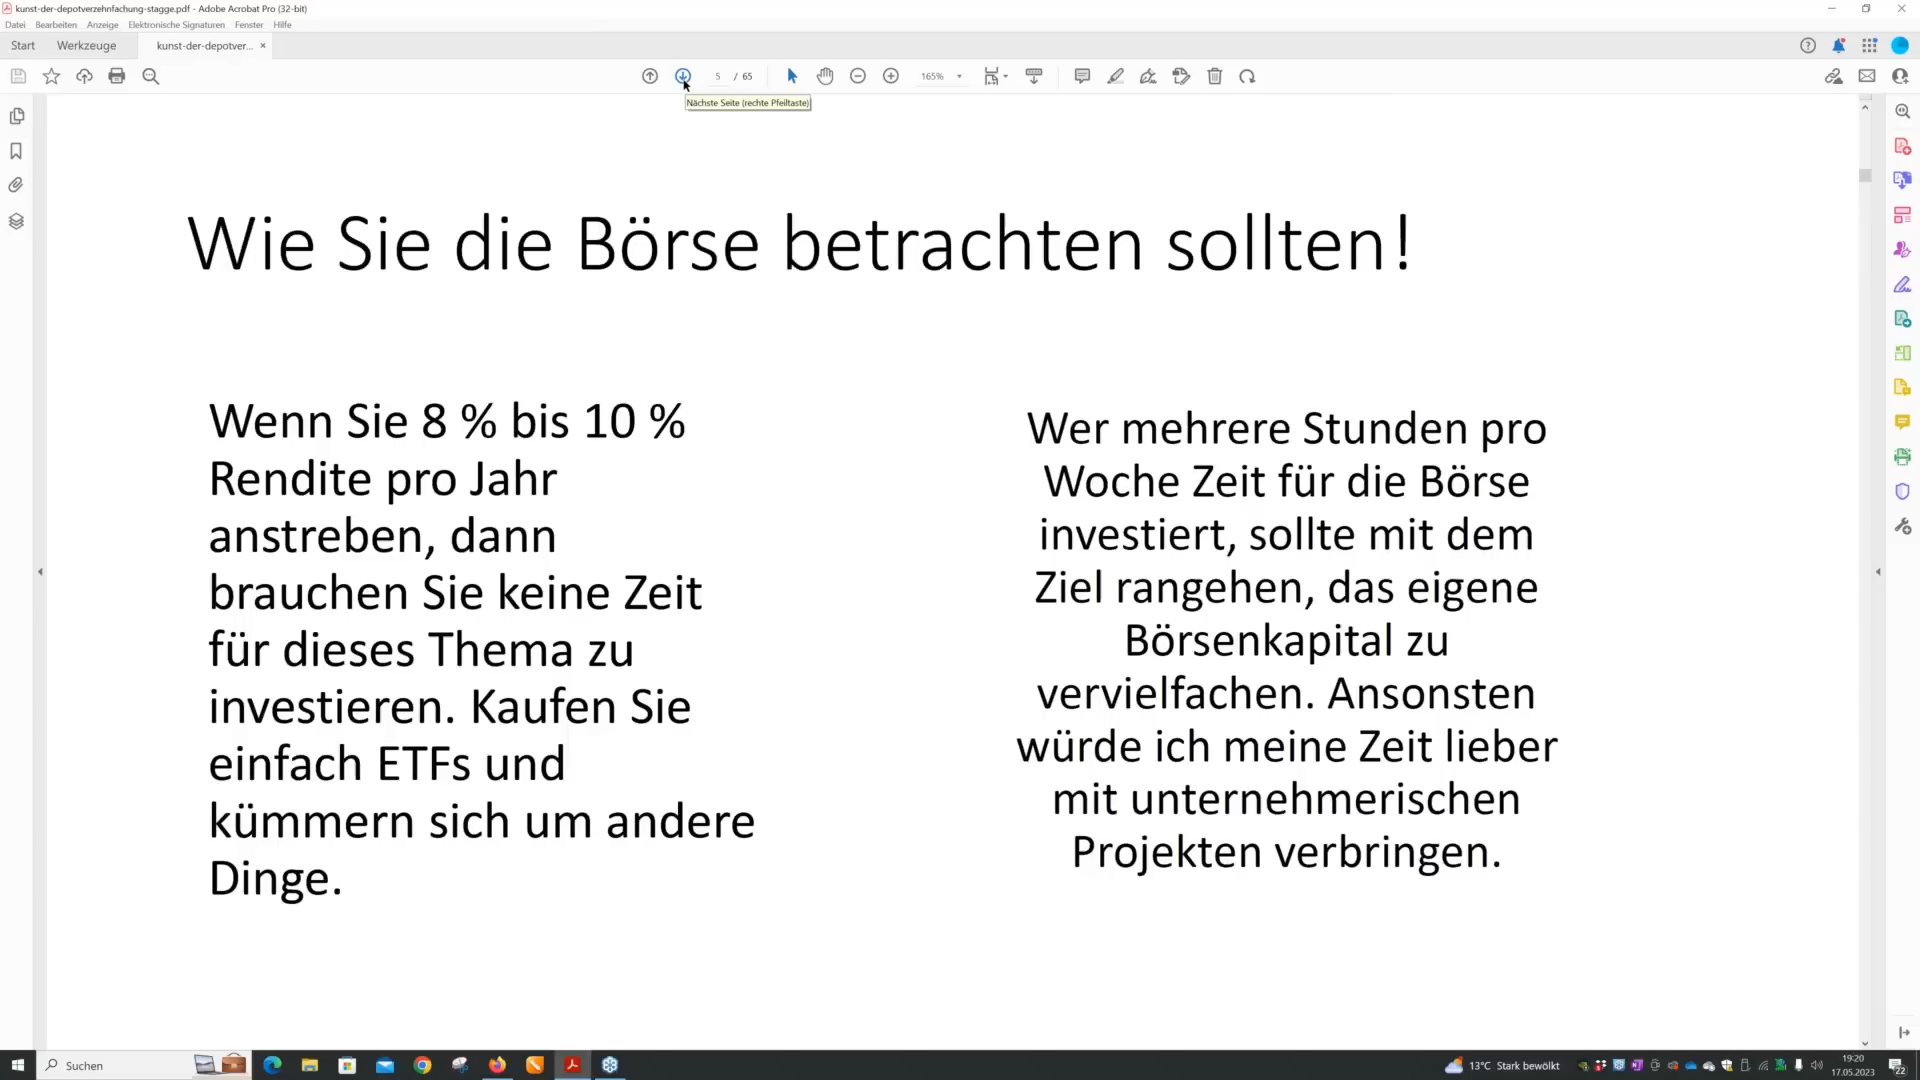 kunst-der-depotverzehnfachung-stagge.pdf - Adobe Acrobat Pro (32-bit)
Datei Bearbeiten Anzeige Elektronische Signaturen Fenster Hilfe
Start Werkzeuge kunst-der-depotver... ×
5 / 65 165%
Nächste Seite (rechte Pfeiltaste)
Wie Sie die Börse betrachten sollten!
Wenn Sie 8 % bis 10 %
Rendite pro Jahr
anstreben, dann
brauchen Sie keine Zeit
für dieses Thema zu
investieren. Kaufen Sie
einfach ETFs und
kümmern sich um andere
Dinge.
Wer mehrere Stunden pro
Woche Zeit für die Börse
investiert, sollte mit dem
Ziel rangehen, das eigene
Börsenkapital zu
vervielfachen. Ansonsten
würde ich meine Zeit lieber
mit unternehmerischen
Projekten verbringen.
Suchen
13°C Stark bewölkt
19:20
17.05.2023
22